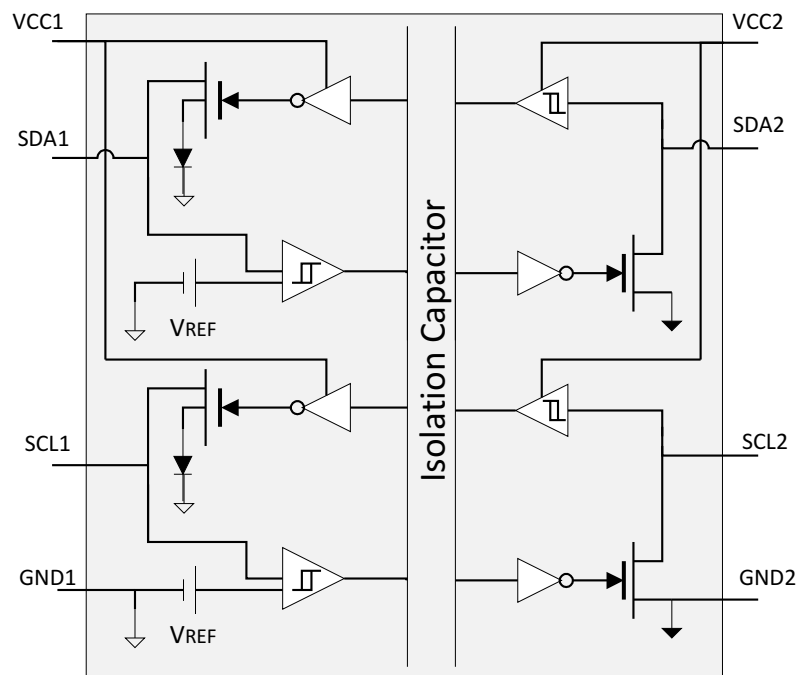 VCC1
VCC2
SDA1
SDA2
VREF
Isolation Capacitor
SCL1
SCL2
GND1
GND2
VREF